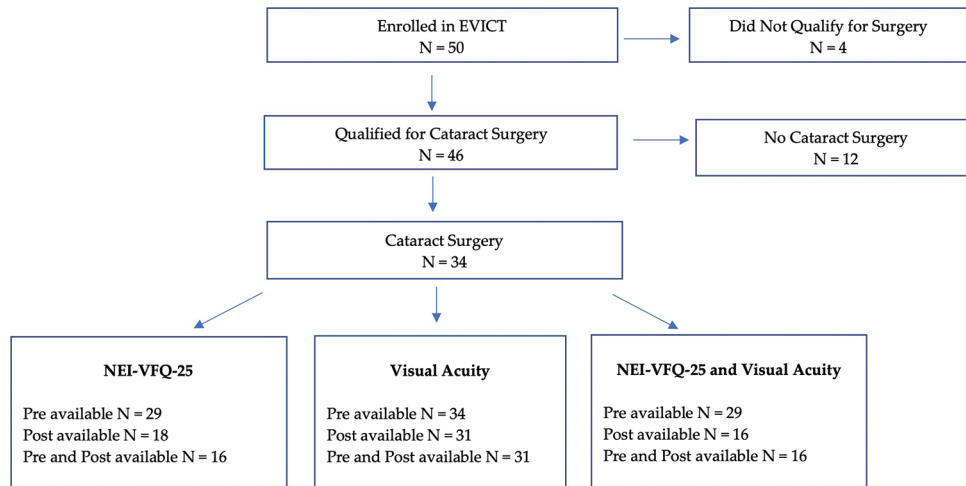 Enrolled in EVICT
N = 50
Did Not Qualify for Surgery
N = 4
Qualified for Cataract Surgery
N = 46
No Cataract Surgery
N = 12
Cataract Surgery
N = 34
NEI-VFQ-25
Pre available N = 29
Post available N = 18
Pre and Post available N = 16
Visual Acuity
Pre available N = 34
Post available N = 31
Pre and Post available N = 31
NEI-VFQ-25 and Visual Acuity
Pre available N = 29
Post available N = 16
Pre and Post available N = 16